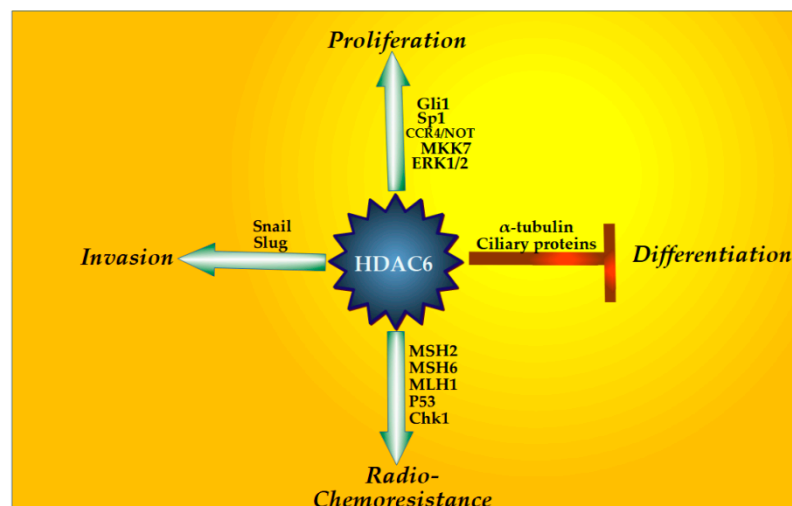 Proliferation
Gli1
Sp1
CCR4/NOT
MKK7
ERK1/2
Snail
Slug
Invasion
HDAC6
α-tubulin
Ciliary proteins
Differentiation
MSH2
MSH6
MLH1
P53
Chk1
Radio-
Chemoresistance